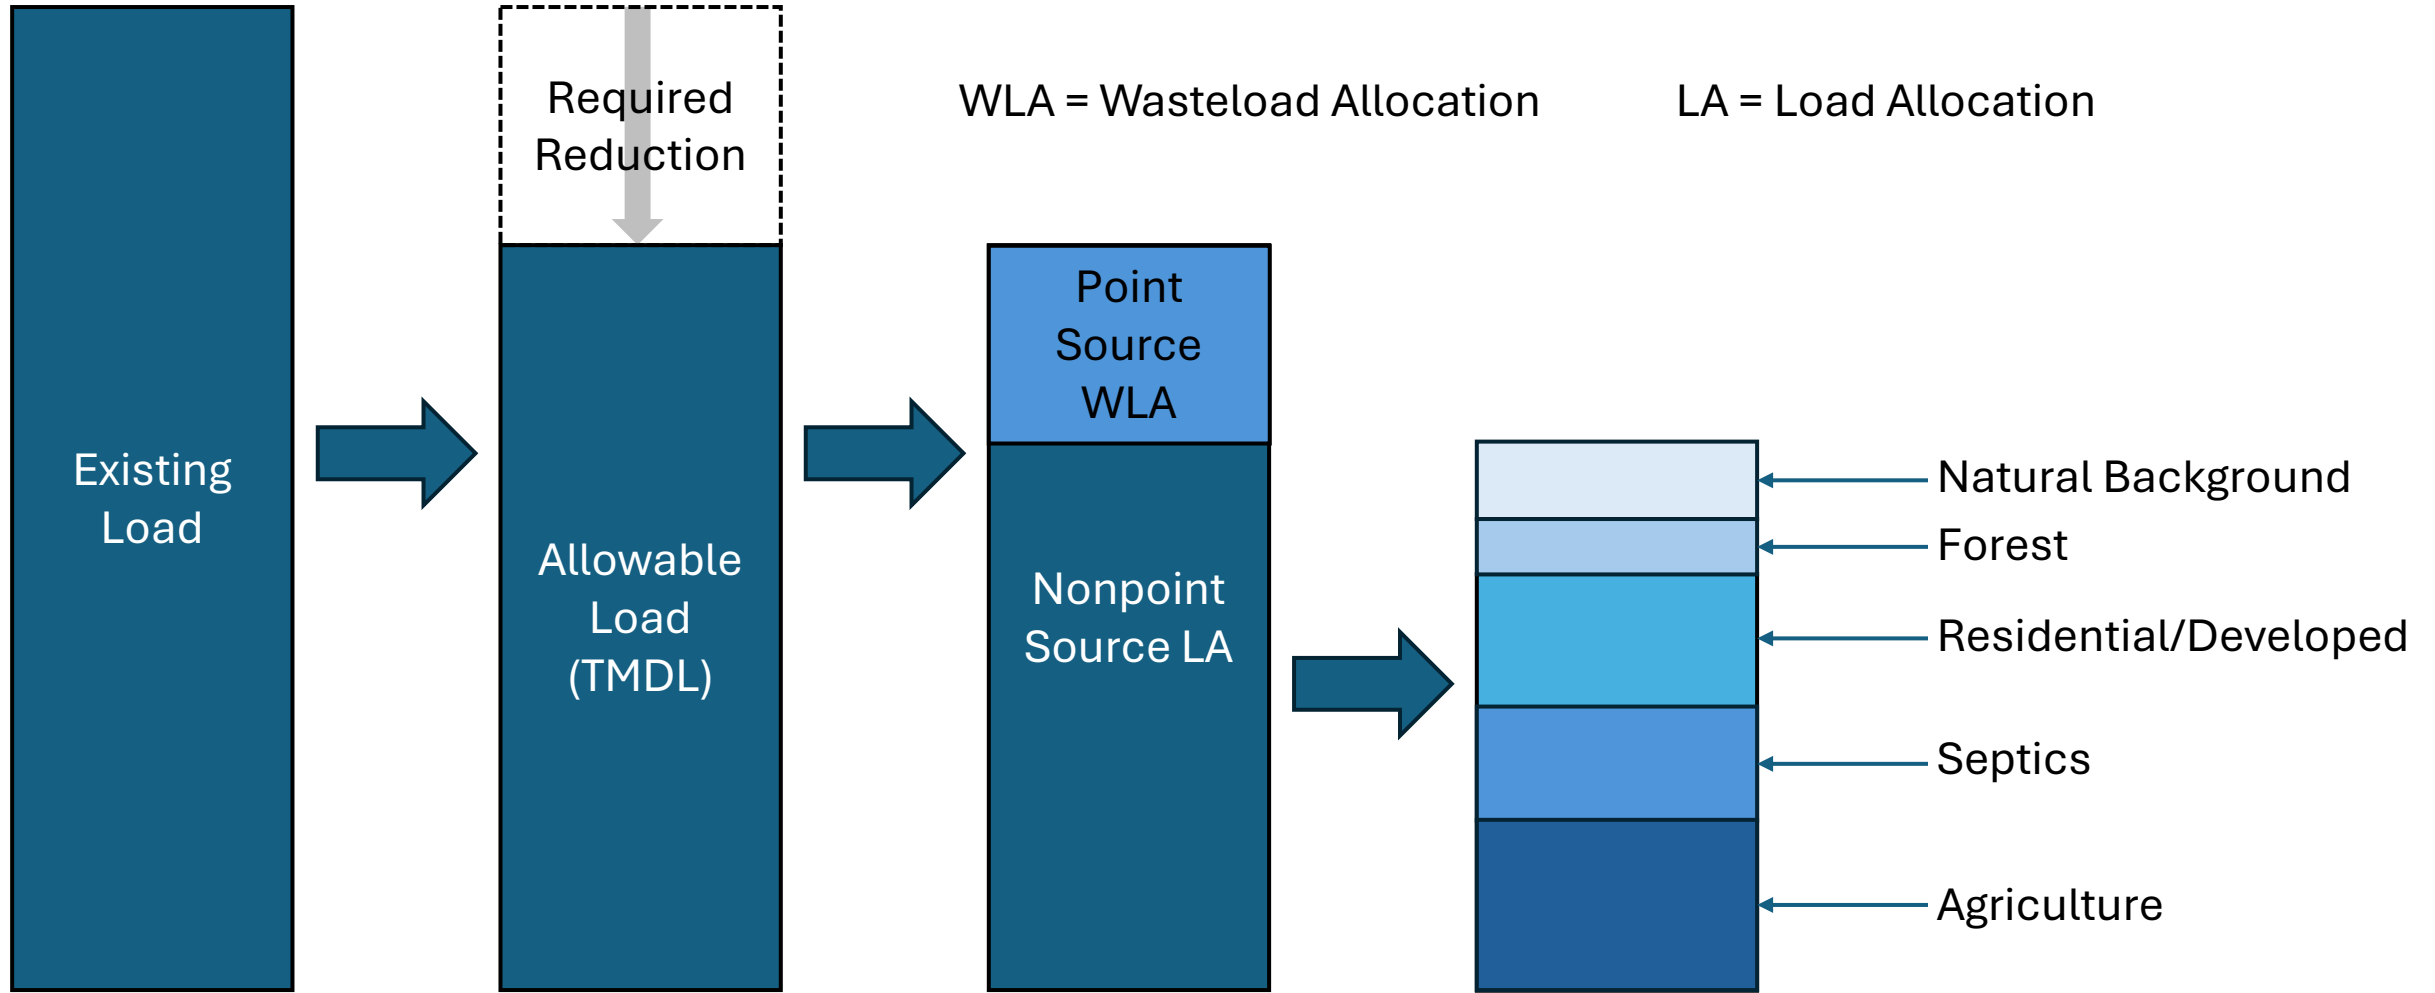 Required
Reduction
WLA = Wasteload Allocation
LA = Load Allocation
Existing
Load
Allowable
Load
(TMDL)
Point
Source
WLA
Nonpoint
Source LA
Natural Background
Forest
Residential/Developed
Septics
Agriculture